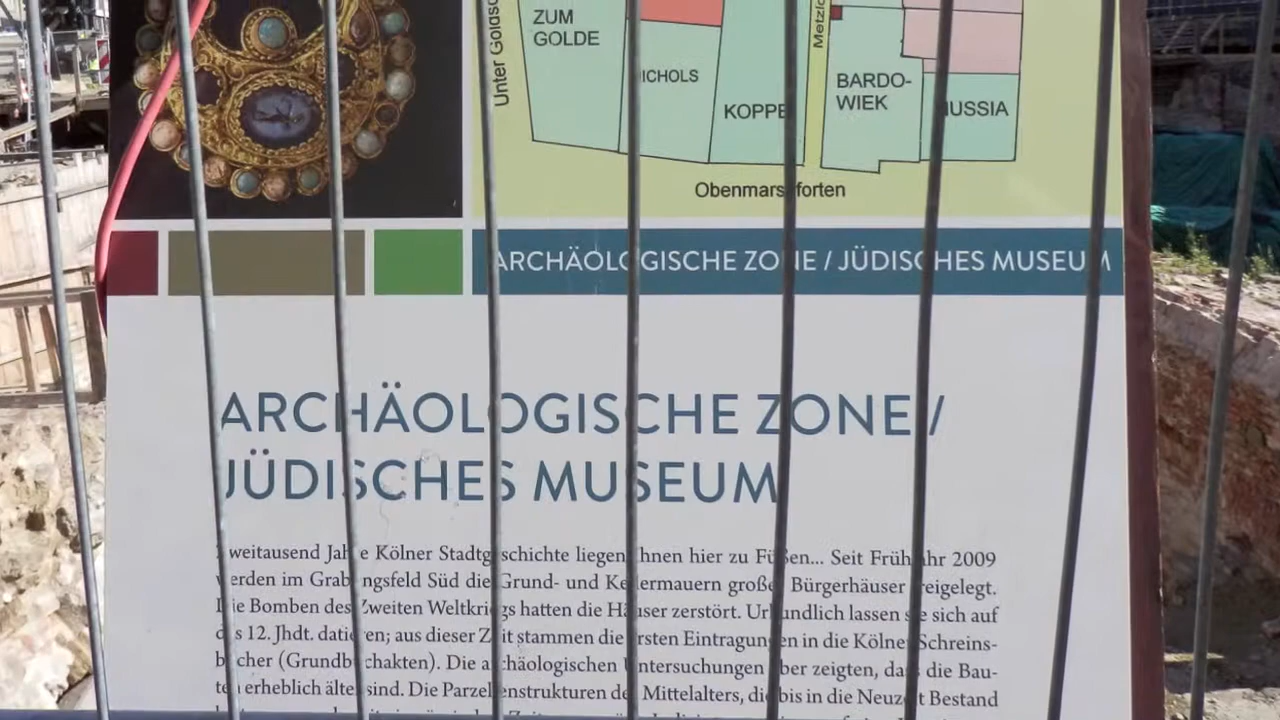 Unter
ZUM
GOLDE
ICHOLS
KOPPE
BARDO-
WIEK
USSIA
Obenmarspforten
ARCHÄOLOGISCHE ZONE / JÜDISCHES MUSEUM
ARCHÄOLOGISCHE ZONE /
JÜDISCHES MUSEUM
Zweitausend Jahre Kölner Stadtgeschichte liegen Ihnen hier zu Füßen... Seit Frühjahr 2009
werden im Grabungsfeld Süd die Grund- und Kellermauern großer Bürgerhäuser freigelegt.
Die Bomben des Zweiten Weltkriegs hatten die Häuser zerstört. Urkundlich lassen sie sich auf
das 12. Jhdt. datieren; aus dieser Zeit stammen die ersten Eintragungen in die Kölner Schreins-
bücher (Grundbuchakten). Die archäologischen Untersuchungen aber zeigten, dass die Bau-
ten erheblich älter sind. Die Parzellenstrukturen des Mittelalters, die bis in die Neuzeit Bestand